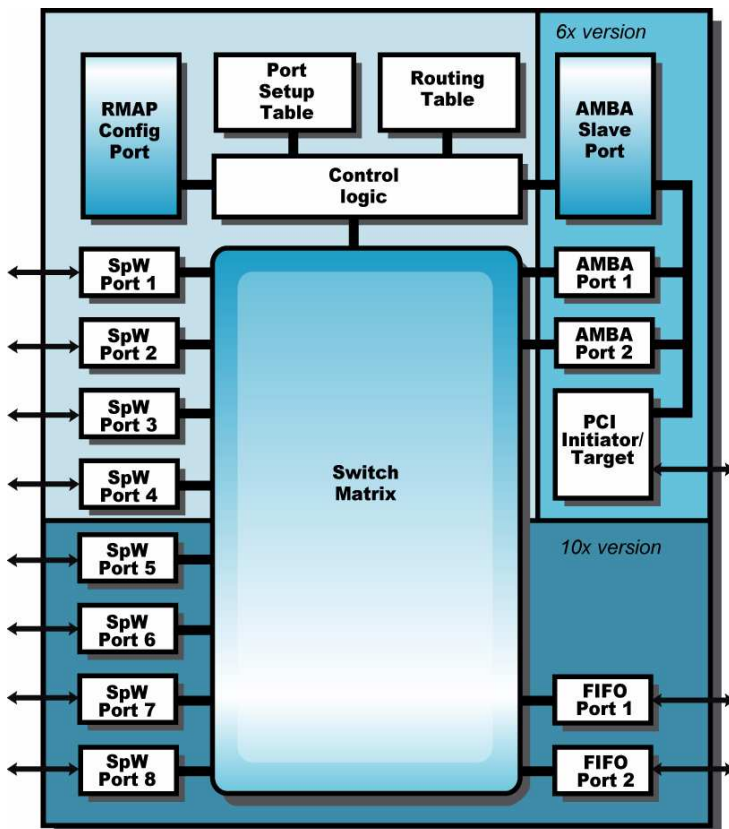 6x version
RMAP
Config
Port
Port
Setup
Table
Routing
Table
AMBA
Slave
Port
Control
logic
SpW
Port 1
AMBA
Port 1
SpW
Port 2
AMBA
Port 2
SpW
Port 3
PCI
Initiator/
Target
SpW
Port 4
Switch
Matrix
10x version
SpW
Port 5
SpW
Port 6
SpW
Port 7
FIFO
Port 1
SpW
Port 8
FIFO
Port 2